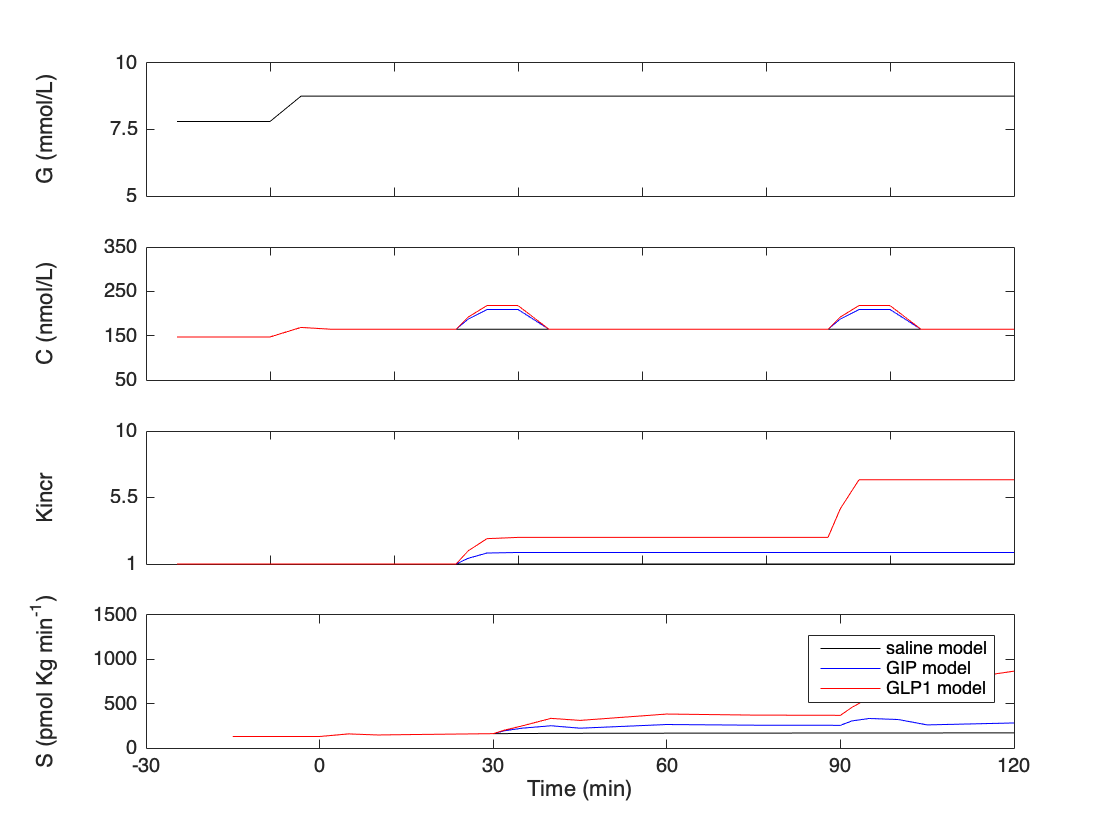 10
7.5
5
G (mmol/L)
350
250
150
50
C (nmol/L)
10
5.5
1
Kincr
1500
1000
500
0
S (pmol Kg min-1)
saline model
GIP model
GLP1 model
-30 0 30 60 90 120
Time (min)